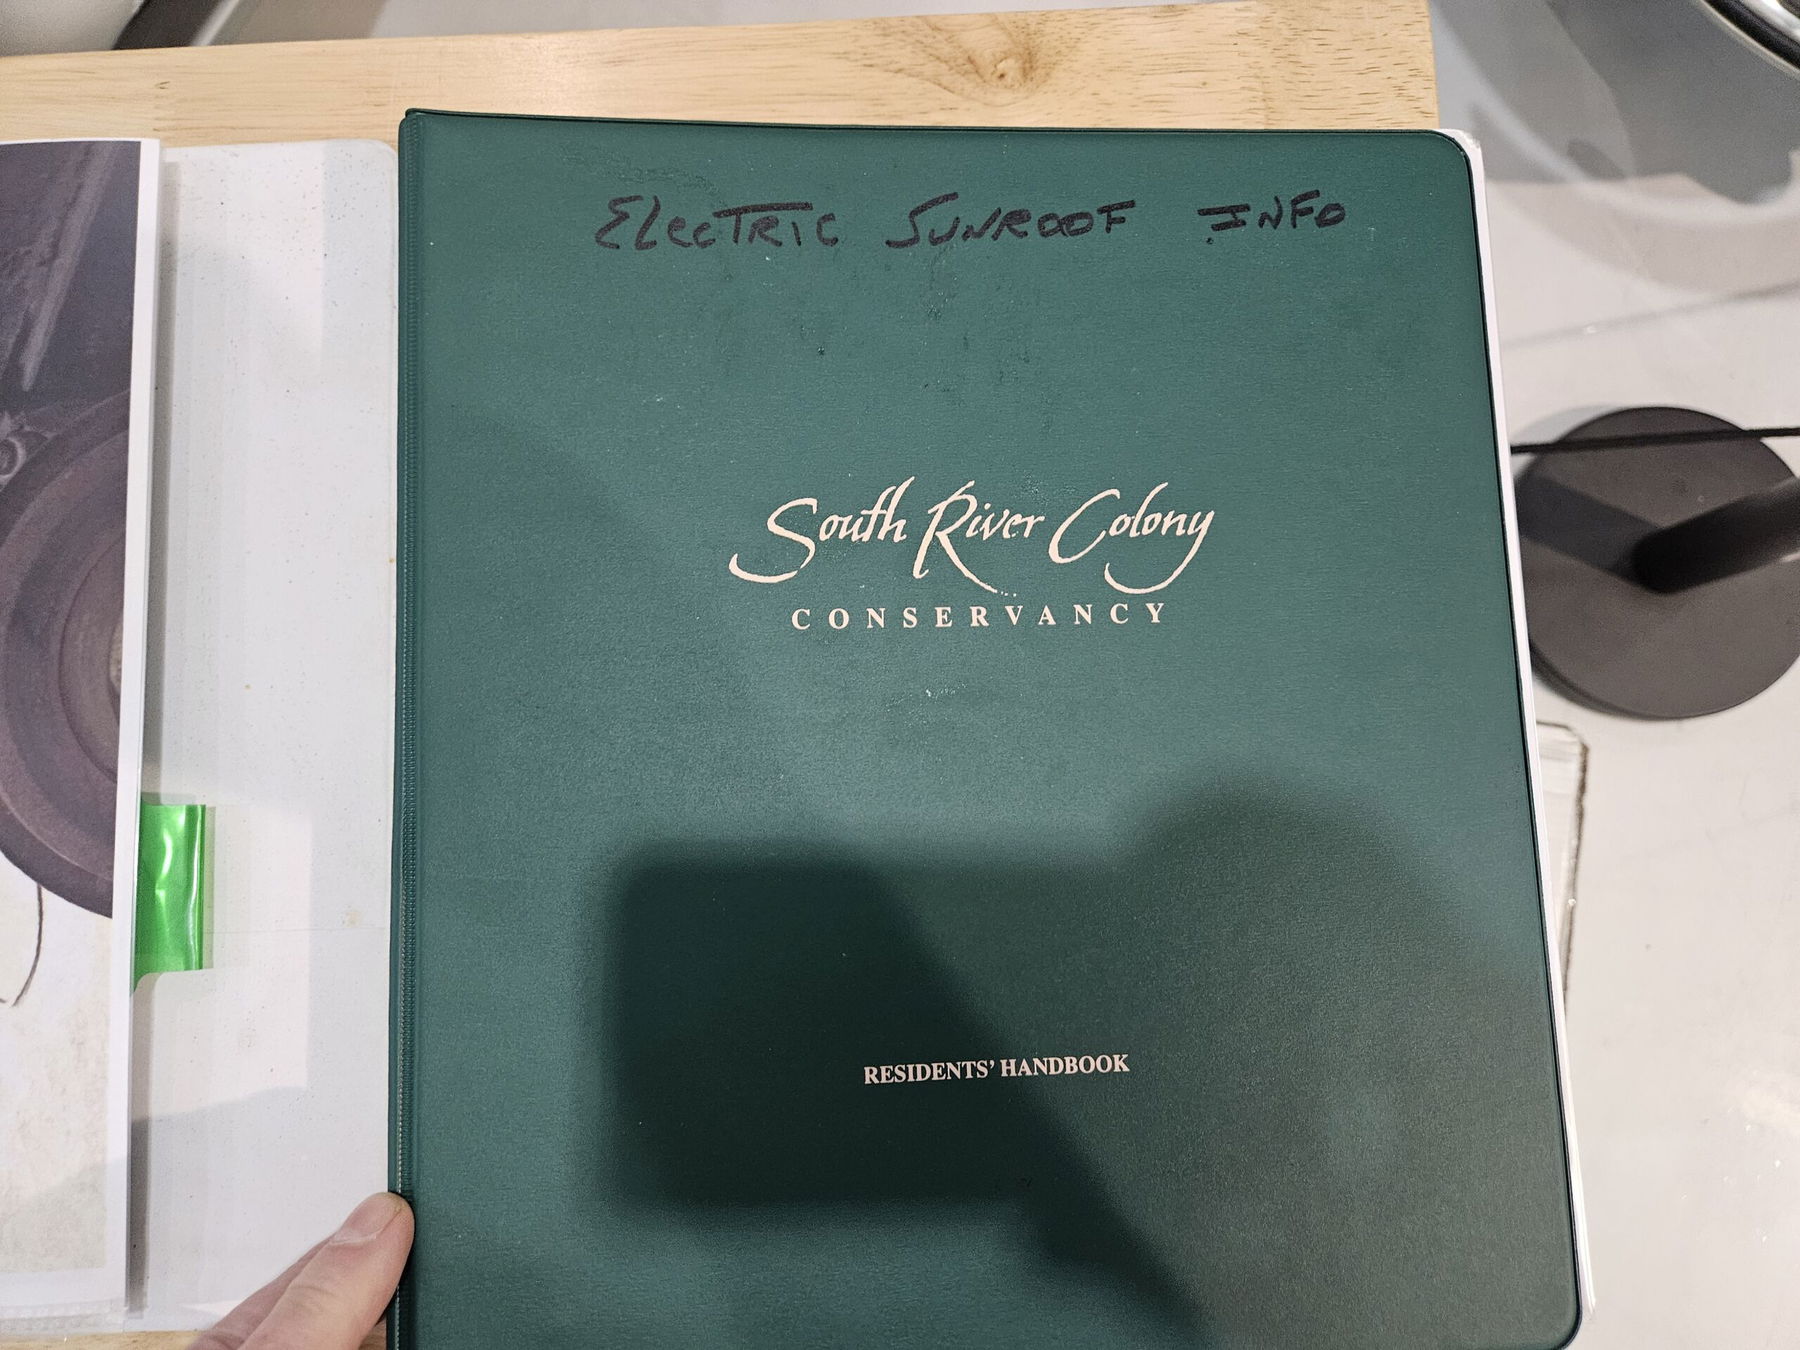 ELecTRIC SUNROOF INFO
South River Colony
CONSERVANCY
RESIDENTS' HANDBOOK